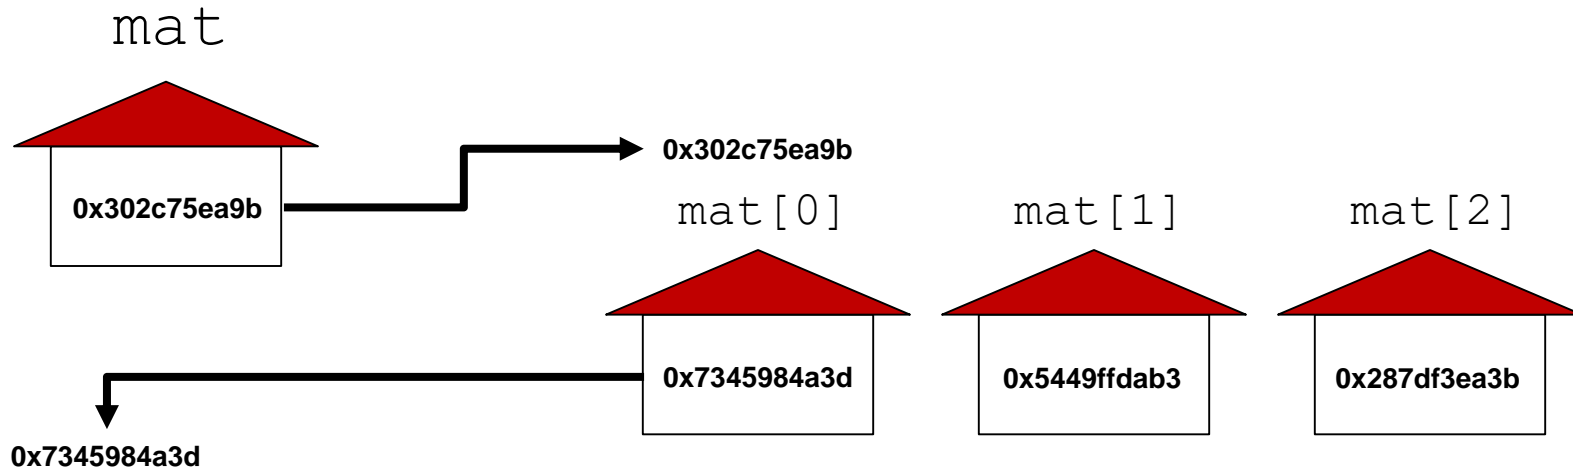 mat
0x302c75ea9b
0x302c75ea9b
mat[0] mat[1] mat[2]
0x7345984a3d 0x5449ffdab3 0x287df3ea3b
0x7345984a3d